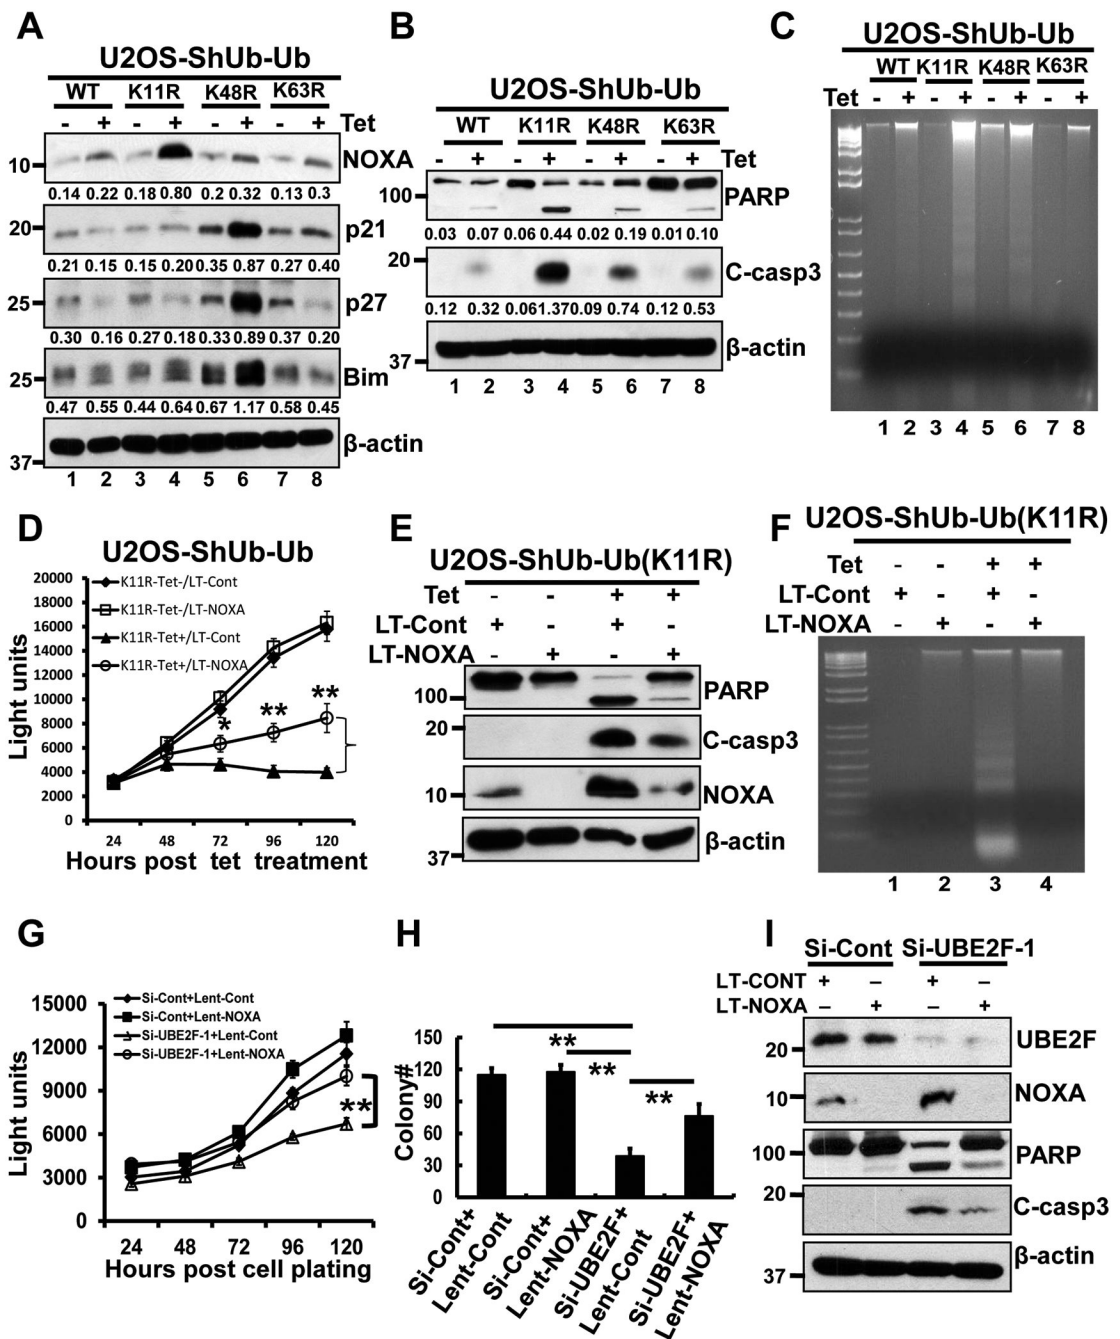 A
U2OS-ShUb-Ub
WT K11R K48R K63R
- + - + - + - + Tet
10 NOXA
0.14 0.22 0.18 0.80 0.2 0.32 0.13 0.3
20 p21
0.21 0.15 0.15 0.20 0.35 0.87 0.27 0.40
25 p27
0.30 0.16 0.27 0.18 0.33 0.89 0.37 0.20
25 Bim
0.47 0.55 0.44 0.64 0.67 1.17 0.58 0.45
37 β-actin
1 2 3 4 5 6 7 8
B
U2OS-ShUb-Ub
WT K11R K48R K63R
- + - + - + - + Tet
100 PARP
0.03 0.07 0.06 0.44 0.02 0.19 0.01 0.10
20 C-casp3
0.12 0.32 0.061.370.09 0.74 0.12 0.53
37 β-actin
1 2 3 4 5 6 7 8
C
U2OS-ShUb-Ub
WT K11R K48R K63R
Tet - + - + - + - +
1 2 3 4 5 6 7 8
D
U2OS-ShUb-Ub
K11R-Tet-/LT-Cont
K11R-Tet-/LT-NOXA
K11R-Tet+/LT-Cont
K11R-Tet+/LT-NOXA
Light units
20000
18000
16000
14000
12000
10000
8000
6000
4000
2000
0
* ** **
24 48 72 96 120
Hours post tet treatment
E
U2OS-ShUb-Ub(K11R)
Tet - - + +
LT-Cont + - + -
LT-NOXA - + - +
100 PARP
20 C-casp3
10 NOXA
37 β-actin
F
U2OS-ShUb-Ub(K11R)
Tet - - + +
LT-Cont + - + -
LT-NOXA - + - +
1 2 3 4
G
Si-Cont+Lent-Cont
Si-Cont+Lent-NOXA
Si-UBE2F-1+Lent-Cont
Si-UBE2F-1+Lent-NOXA
Light units
15000
12000
9000
6000
3000
0
**
24 48 72 96 120
Hours post cell plating
H
Colony#
150
120
90
60
30
0
** ** **
Si-Cont+
Lent-Cont
Si-Cont+
Lent-NOXA
Si-UBE2F+
Lent-Cont
Si-UBE2F+
Lent-NOXA
I
Si-Cont Si-UBE2F-1
LT-CONT + – + –
LT-NOXA – + – +
20 UBE2F
10 NOXA
100 PARP
20 C-casp3
37 β-actin